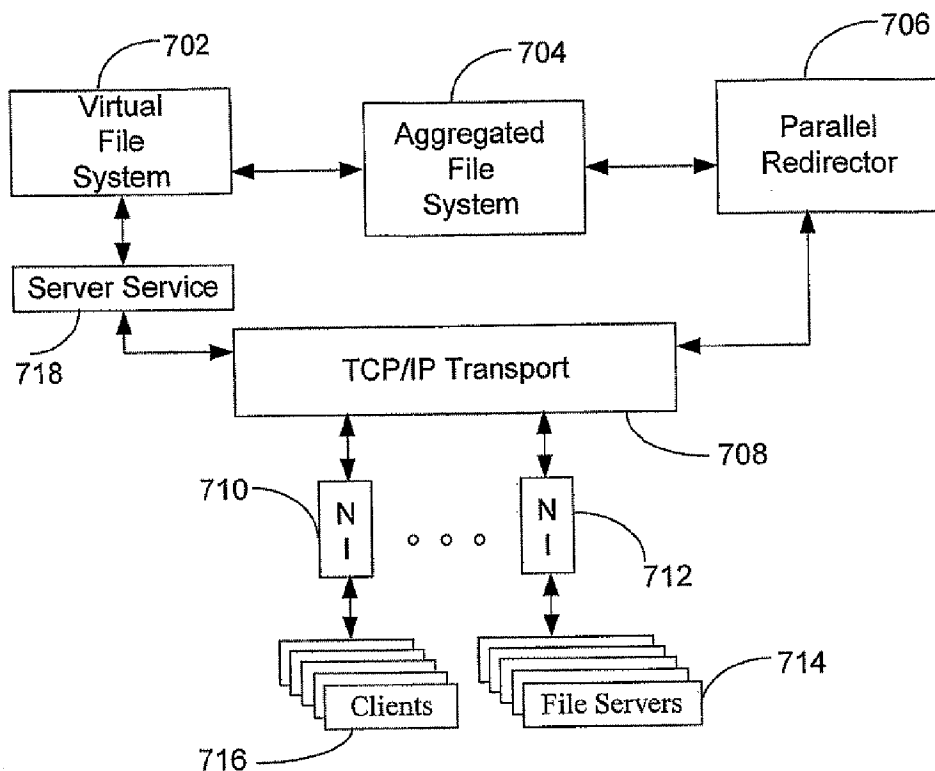 702
704
706
Virtual
File
System
Aggregated
File
System
Parallel
Redirector
Server Service
718
TCP/IP Transport
708
710
N
I
N
I
712
Clients
716
File Servers
714